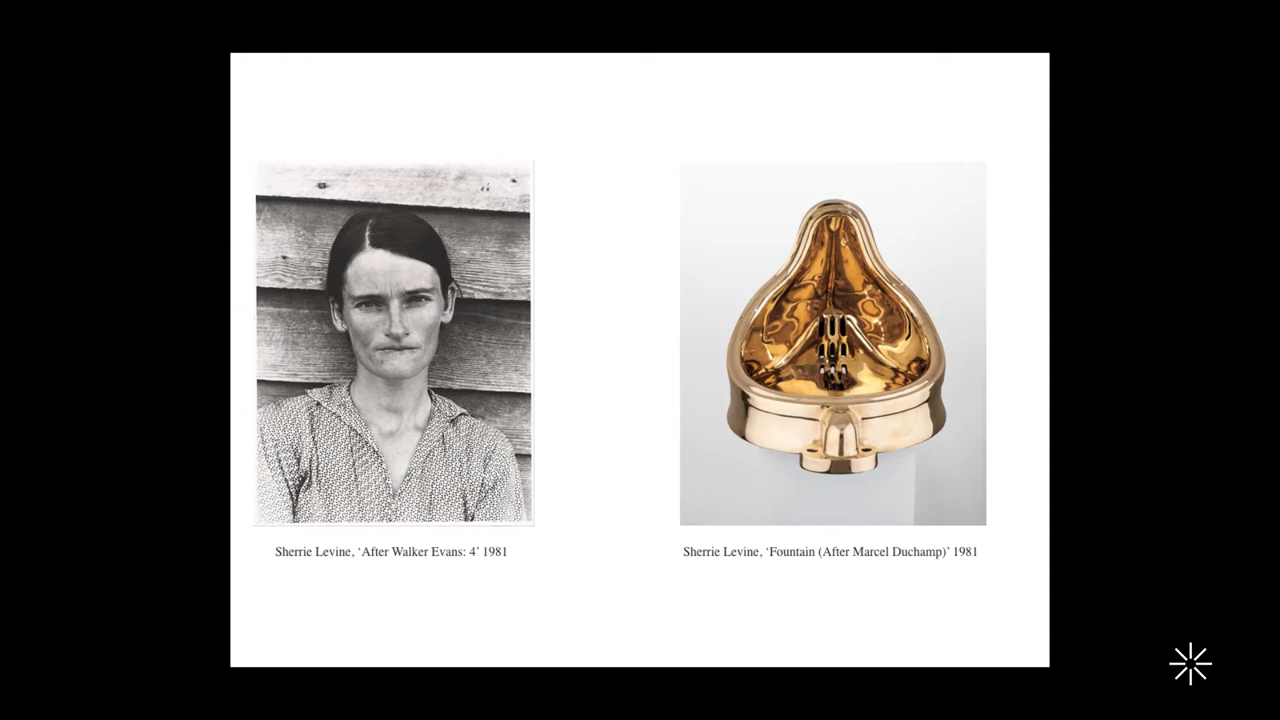 Sherrie Levine, ‘After Walker Evans: 4’ 1981
Sherrie Levine, ‘Fountain (After Marcel Duchamp)’ 1981